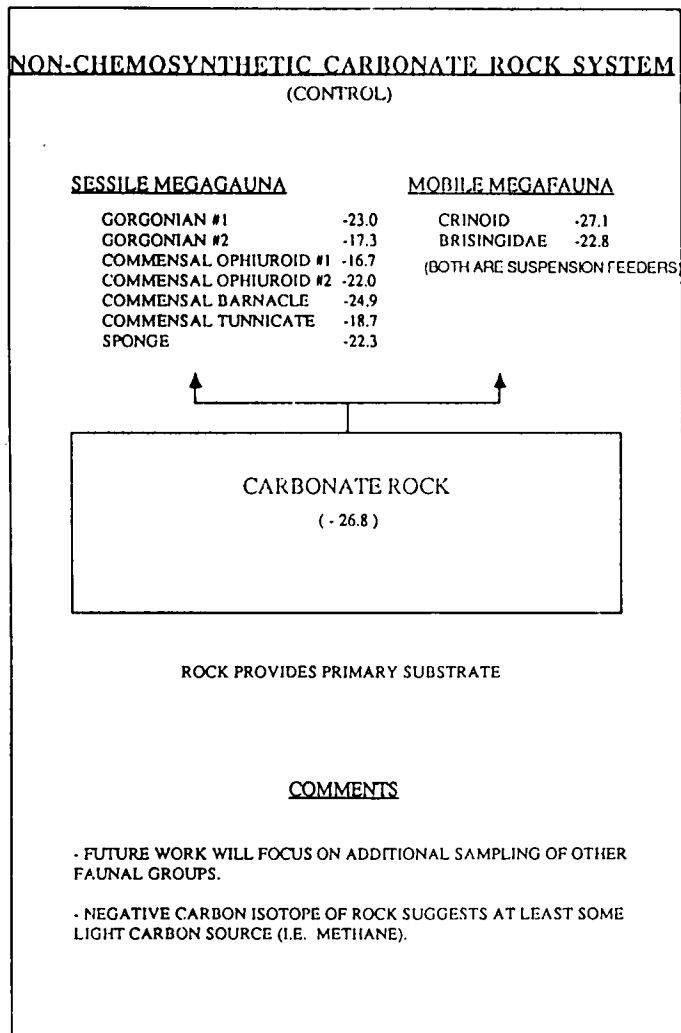 NON-CHEMOSYNTHETIC CARBONATE ROCK SYSTEM
(CONTROL)
SESSILE MEGAGAUNA
GORGONIAN #1 -23.0
GORGONIAN #2 -17.3
COMMENSAL OPHIUROID #1 -16.7
COMMENSAL OPHIUROID #2 -22.0
COMMENSAL BARNACLE -24.9
COMMENSAL TUNNICATE -18.7
SPONGE -22.3
MOBILE MEGAFAUNA
CRINOID -27.1
BRISINGIDAE -22.8
(BOTH ARE SUSPENSION FEEDERS)
CARBONATE ROCK
( - 26.8 )
ROCK PROVIDES PRIMARY SUBSTRATE
COMMENTS
- FUTURE WORK WILL FOCUS ON ADDITIONAL SAMPLING OF OTHER
FAUNAL GROUPS.
- NEGATIVE CARBON ISOTOPE OF ROCK SUGGESTS AT LEAST SOME
LIGHT CARBON SOURCE (I.E. METHANE).